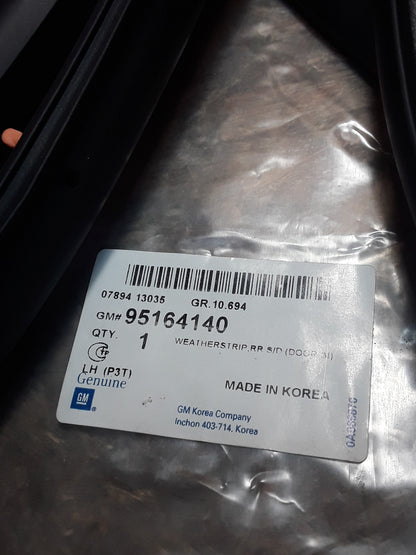 07894 13035 GR.10.694
GM# 95164140
QTY. 1 WEATHERSTRIP,RR S/D (DOOR SI)
LH (P3T)
Genuine MADE IN KOREA
GM
GM Korea Company
Inchon 403-714, Korea